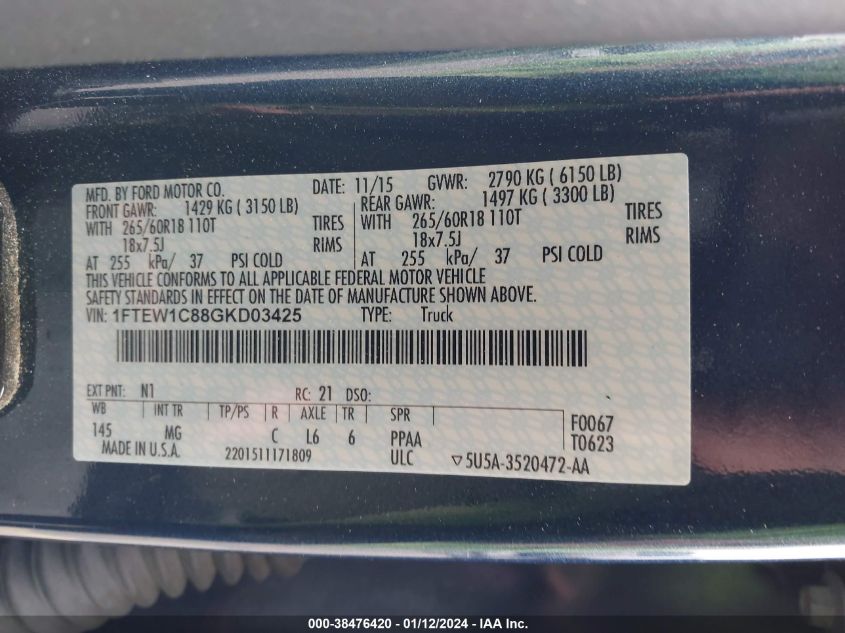 MFD. BY FORD MOTOR CO. DATE: 11/15 GVWR: 2790 KG ( 6150 LB)
FRONT GAWR: 1429 KG ( 3150 LB) REAR GAWR: 1497 KG ( 3300 LB)
WITH 265/60R18 110T TIRES WITH 265/60R18 110T TIRES
18x7.5J RIMS 18x7.5J RIMS
AT 255 kPa/ 37 PSI COLD AT 255 kPa/ 37 PSI COLD
THIS VEHICLE CONFORMS TO ALL APPLICABLE FEDERAL MOTOR VEHICLE
SAFETY STANDARDS IN EFFECT ON THE DATE OF MANUFACTURE SHOWN ABOVE.
VIN: 1FTEW1C88GKD03425 TYPE: Truck
EXT PNT: N1 RC: 21 DSO:
WB INT TR TP/PS R AXLE TR SPR F0067
145 MG C L6 6 PPAA T0623
MADE IN U.S.A. 2201511171809 ULC ▽5U5A-3520472-AA
000-38476420 - 01/12/2024 - IAA Inc.